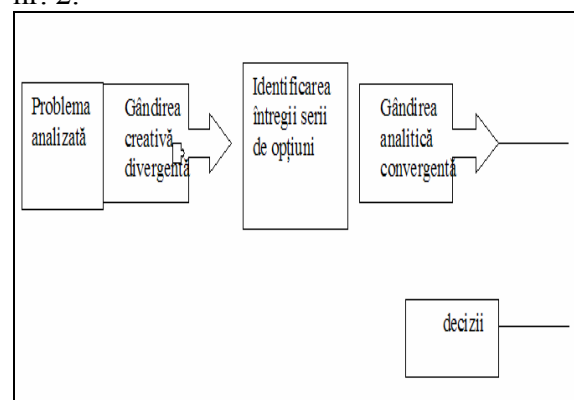 nr. 2.
Problema
analizată
Gândirea
creativă
divergentă
Identificarea
întregii serii
de opțiuni
Gândirea
analitică
convergentă
decizii